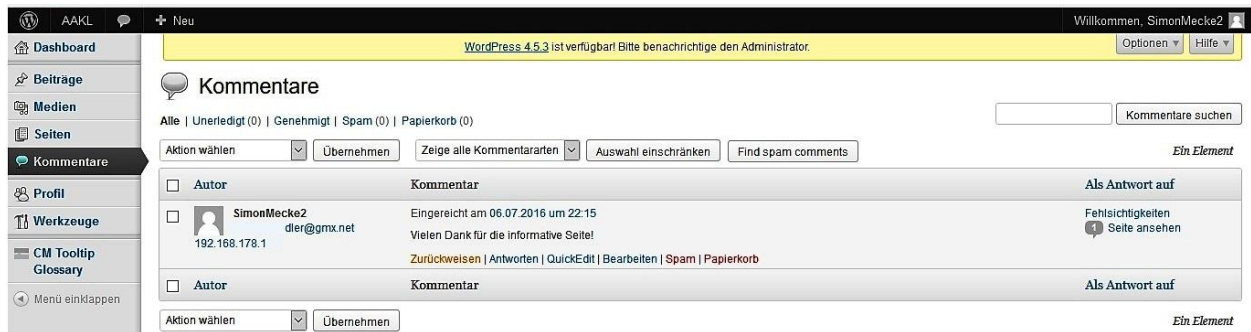 AAKL + Neu Willkommen, SimonMecke2
Dashboard
Beiträge
Medien
Seiten
Kommentare
Profil
Werkzeuge
CM Tooltip
Glossary
Menü einklappen
WordPress 4.5.3 ist verfügbar! Bitte benachrichtige den Administrator.
Optionen Hilfe
Kommentare
Alle | Unerledigt (0) | Genehmigt | Spam (0) | Papierkorb (0)
Kommentare suchen
Aktion wählen Übernehmen Zeige alle Kommentararten Auswahl einschränken Find spam comments Ein Element
Autor Kommentar Als Antwort auf
SimonMecke2 Eingereicht am 06.07.2016 um 22:15 Fehlsichtigkeiten
dler@gmx.net 1 Seite ansehen
192.168.178.1 Vielen Dank für die informative Seite!
Zurückweisen | Antworten | QuickEdit | Bearbeiten | Spam | Papierkorb
Autor Kommentar Als Antwort auf
Aktion wählen Übernehmen Ein Element